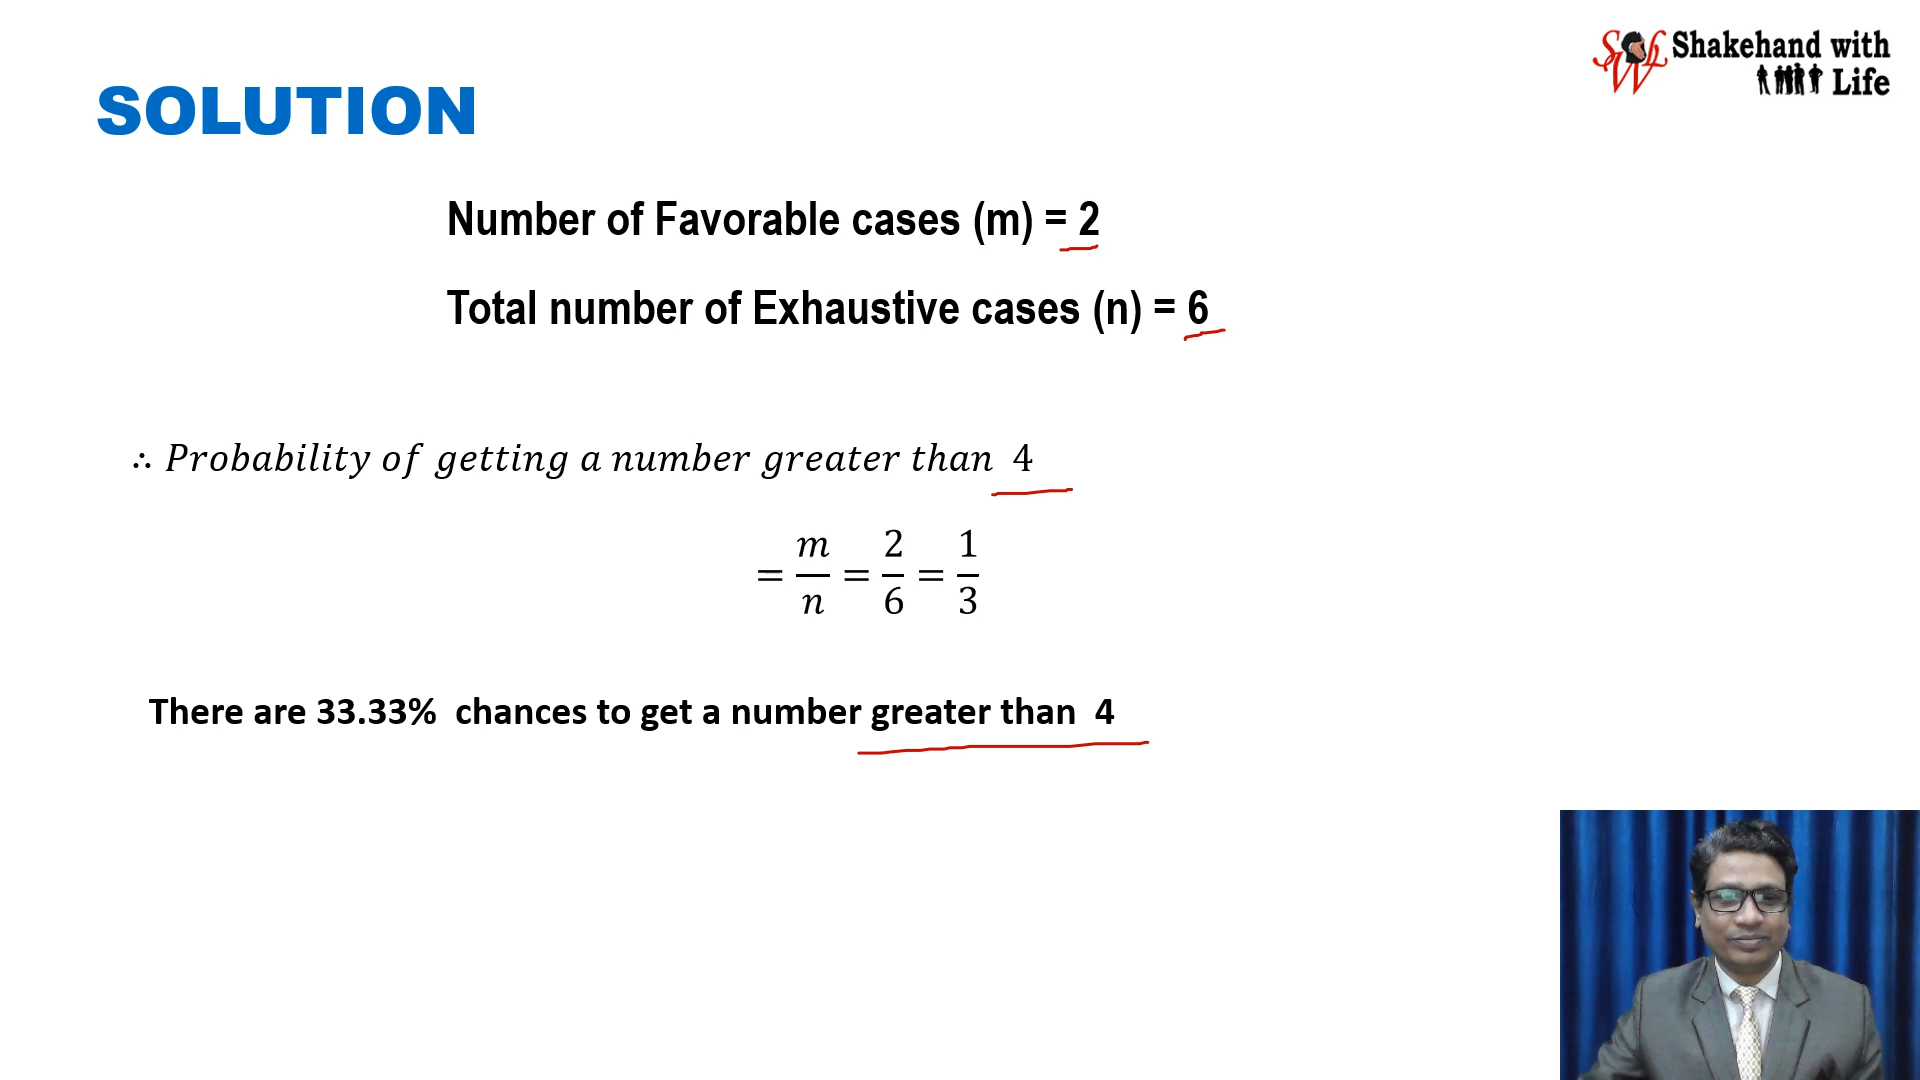 SWL Shakehand with
Life
SOLUTION
Number of Favorable cases (m) = 2
Total number of Exhaustive cases (n) = 6
∴ Probability of getting a number greater than 4
= m/n = 2/6 = 1/3
There are 33.33% chances to get a number greater than 4